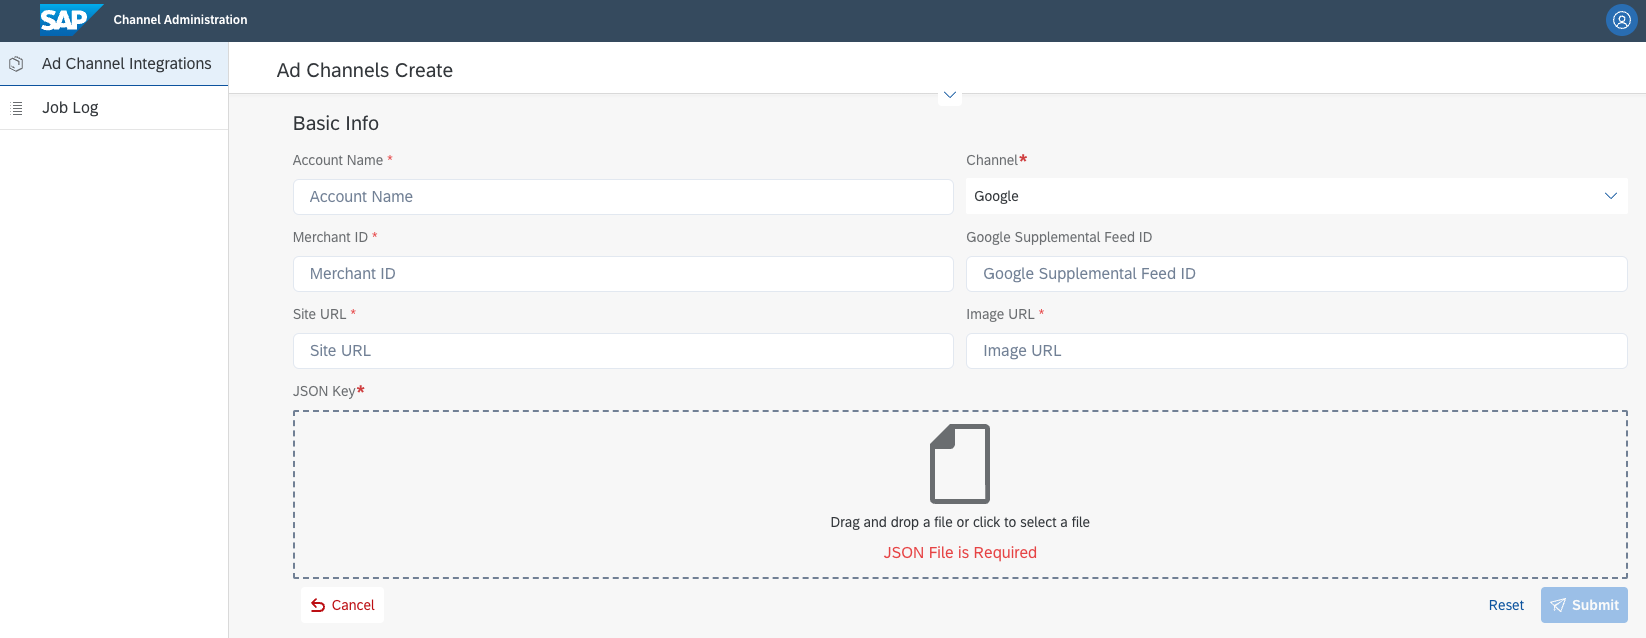 SAP Channel Administration
Ad Channel Integrations
Job Log
Ad Channels Create
Basic Info
Account Name *
Channel*
Account Name
Google
Merchant ID *
Google Supplemental Feed ID
Merchant ID
Google Supplemental Feed ID
Site URL *
Image URL *
Site URL
Image URL
JSON Key*
Drag and drop a file or click to select a file
JSON File is Required
Cancel
Reset
Submit